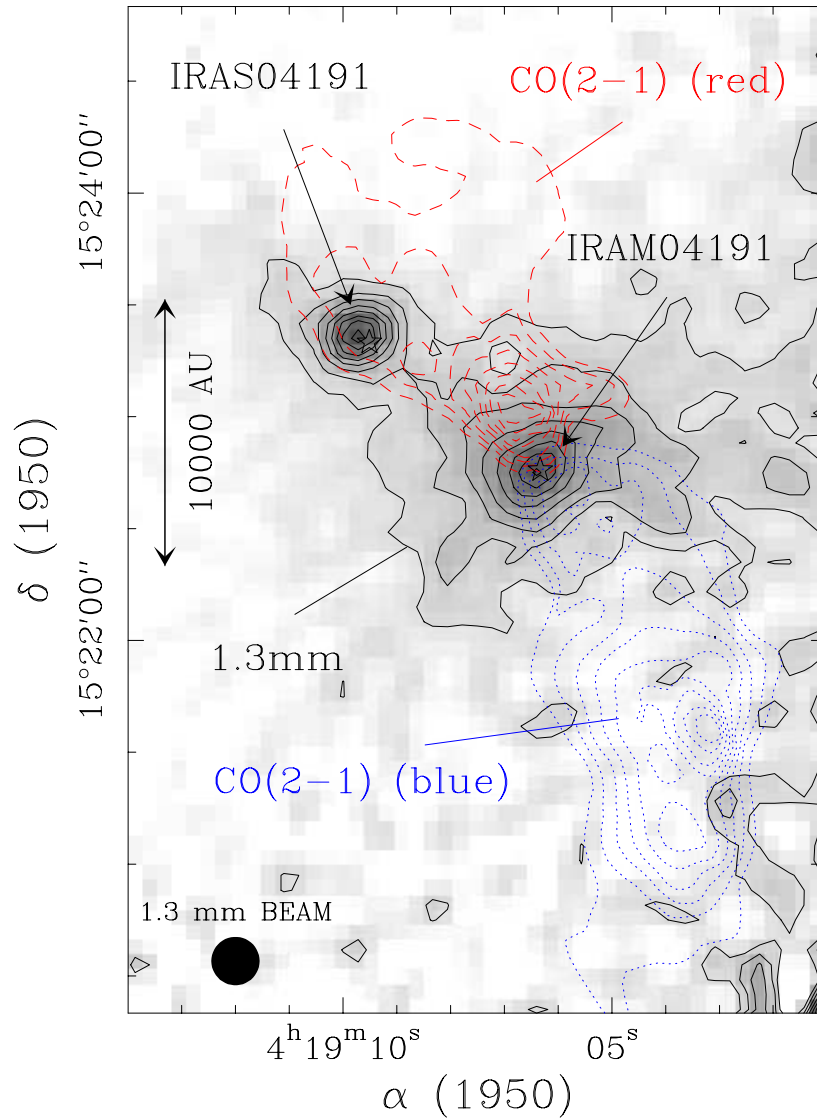 IRAS04191
CO(2−1) (red)
IRAM04191
15°24'00"
10000 AU
δ (1950)
15°22'00"
1.3mm
CO(2−1) (blue)
1.3 mm BEAM
4ʰ19ᵐ10ˢ
05ˢ
α (1950)